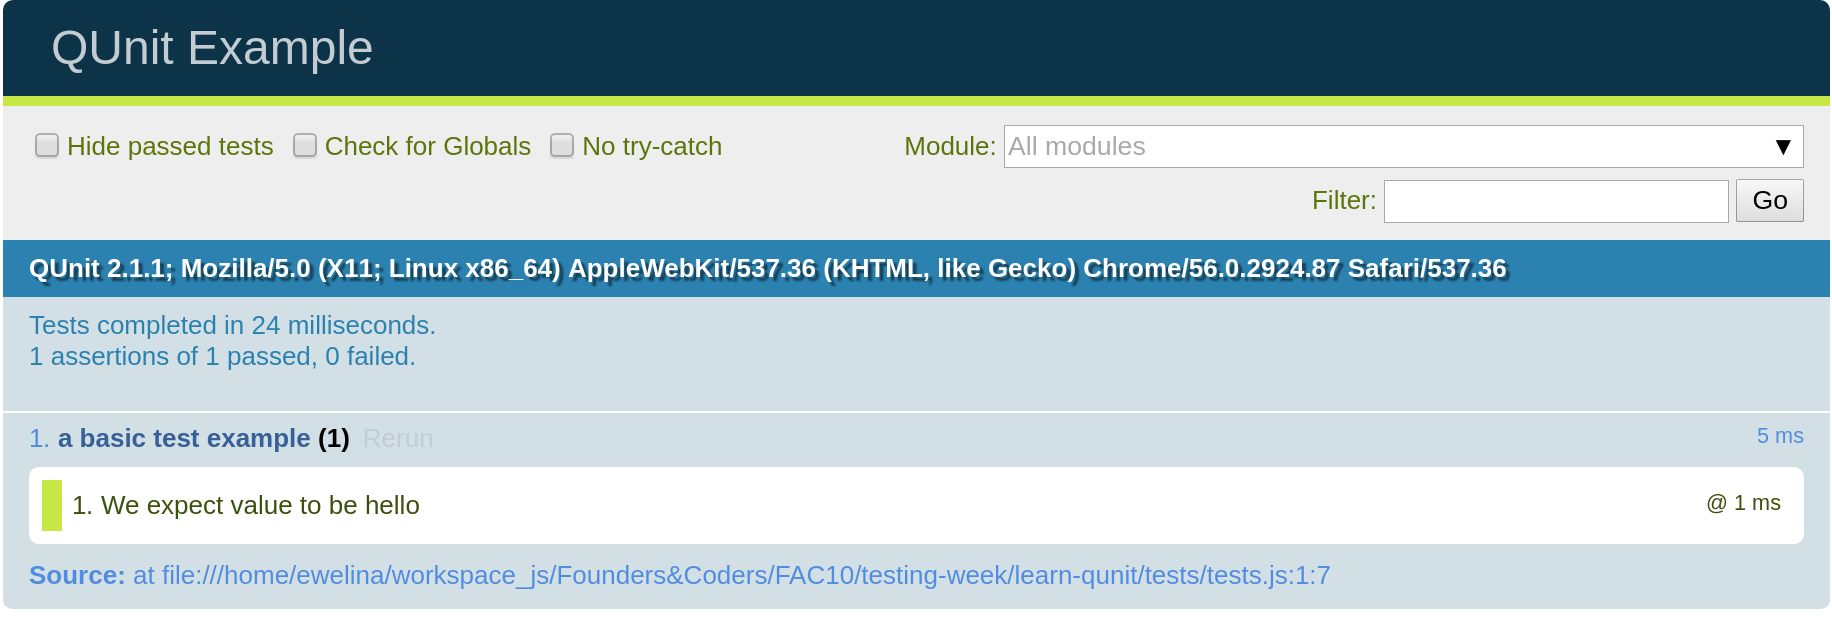 QUnit Example
Hide passed tests Check for Globals No try-catch Module: All modules ▼
Filter: Go
QUnit 2.1.1; Mozilla/5.0 (X11; Linux x86_64) AppleWebKit/537.36 (KHTML, like Gecko) Chrome/56.0.2924.87 Safari/537.36
Tests completed in 24 milliseconds.
1 assertions of 1 passed, 0 failed.
1. a basic test example (1) Rerun 5 ms
1. We expect value to be hello @ 1 ms
Source: at file:///home/ewelina/workspace_js/Founders&Coders/FAC10/testing-week/learn-qunit/tests/tests.js:1:7